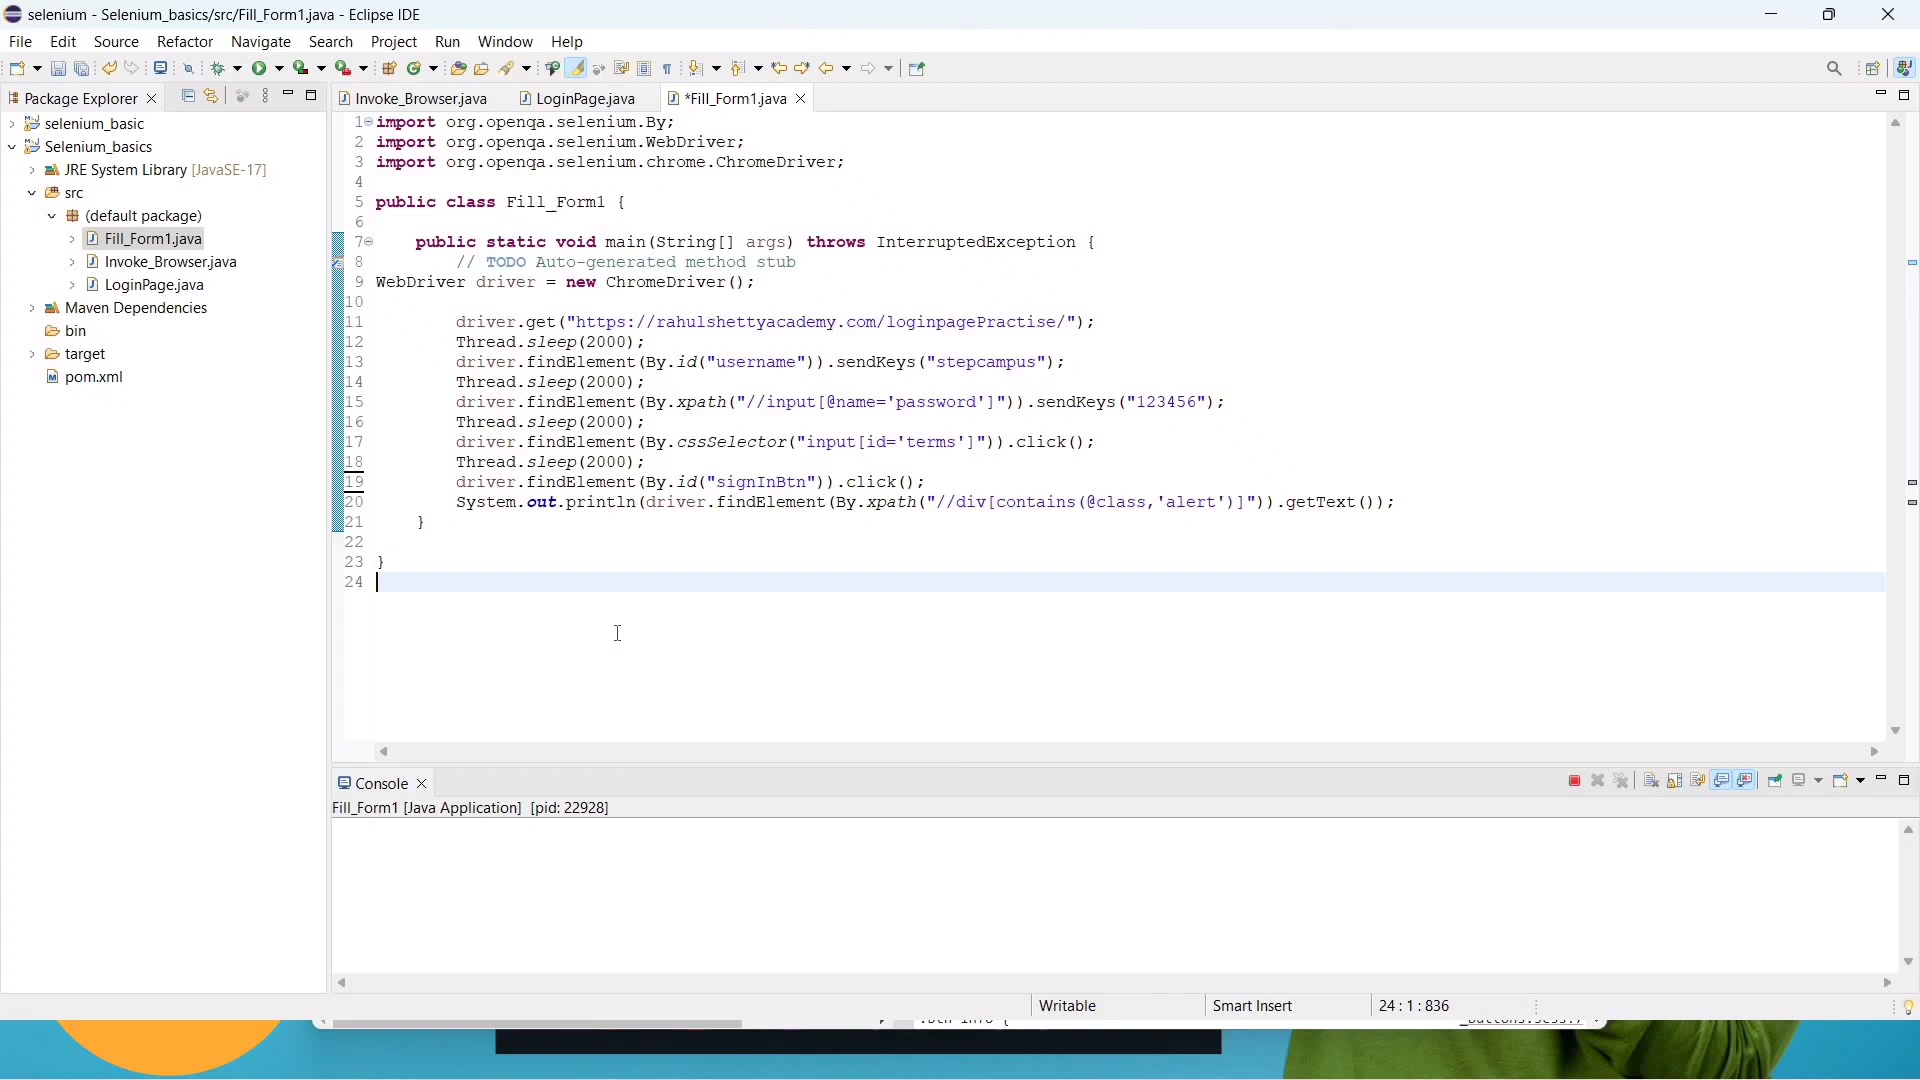 selenium - Selenium_basics/src/Fill_Form1.java - Eclipse IDE
File Edit Source Refactor Navigate Search Project Run Window Help
Package Explorer
selenium_basic
Selenium_basics
JRE System Library [JavaSE-17]
src
(default package)
Fill_Form1.java
Invoke_Browser.java
LoginPage.java
Maven Dependencies
bin
target
pom.xml
Invoke_Browser.java LoginPage.java *Fill_Form1.java
1 import org.openqa.selenium.By;
2 import org.openqa.selenium.WebDriver;
3 import org.openqa.selenium.chrome.ChromeDriver;
4
5 public class Fill_Form1 {
6
7 public static void main(String[] args) throws InterruptedException {
8 // TODO Auto-generated method stub
9 WebDriver driver = new ChromeDriver();
10
11 driver.get("https://rahulshettyacademy.com/loginpagePractise/");
12 Thread.sleep(2000);
13 driver.findElement(By.id("username")).sendKeys("stepcampus");
14 Thread.sleep(2000);
15 driver.findElement(By.xpath("//input[@name='password']")).sendKeys("123456");
16 Thread.sleep(2000);
17 driver.findElement(By.cssSelector("input[id='terms']")).click();
18 Thread.sleep(2000);
19 driver.findElement(By.id("signInBtn")).click();
20 System.out.println(driver.findElement(By.xpath("//div[contains(@class,'alert')]")).getText());
21 }
22
23 }
24
Console
Fill_Form1 [Java Application] [pid: 22928]
Writable Smart Insert 24 : 1 : 836